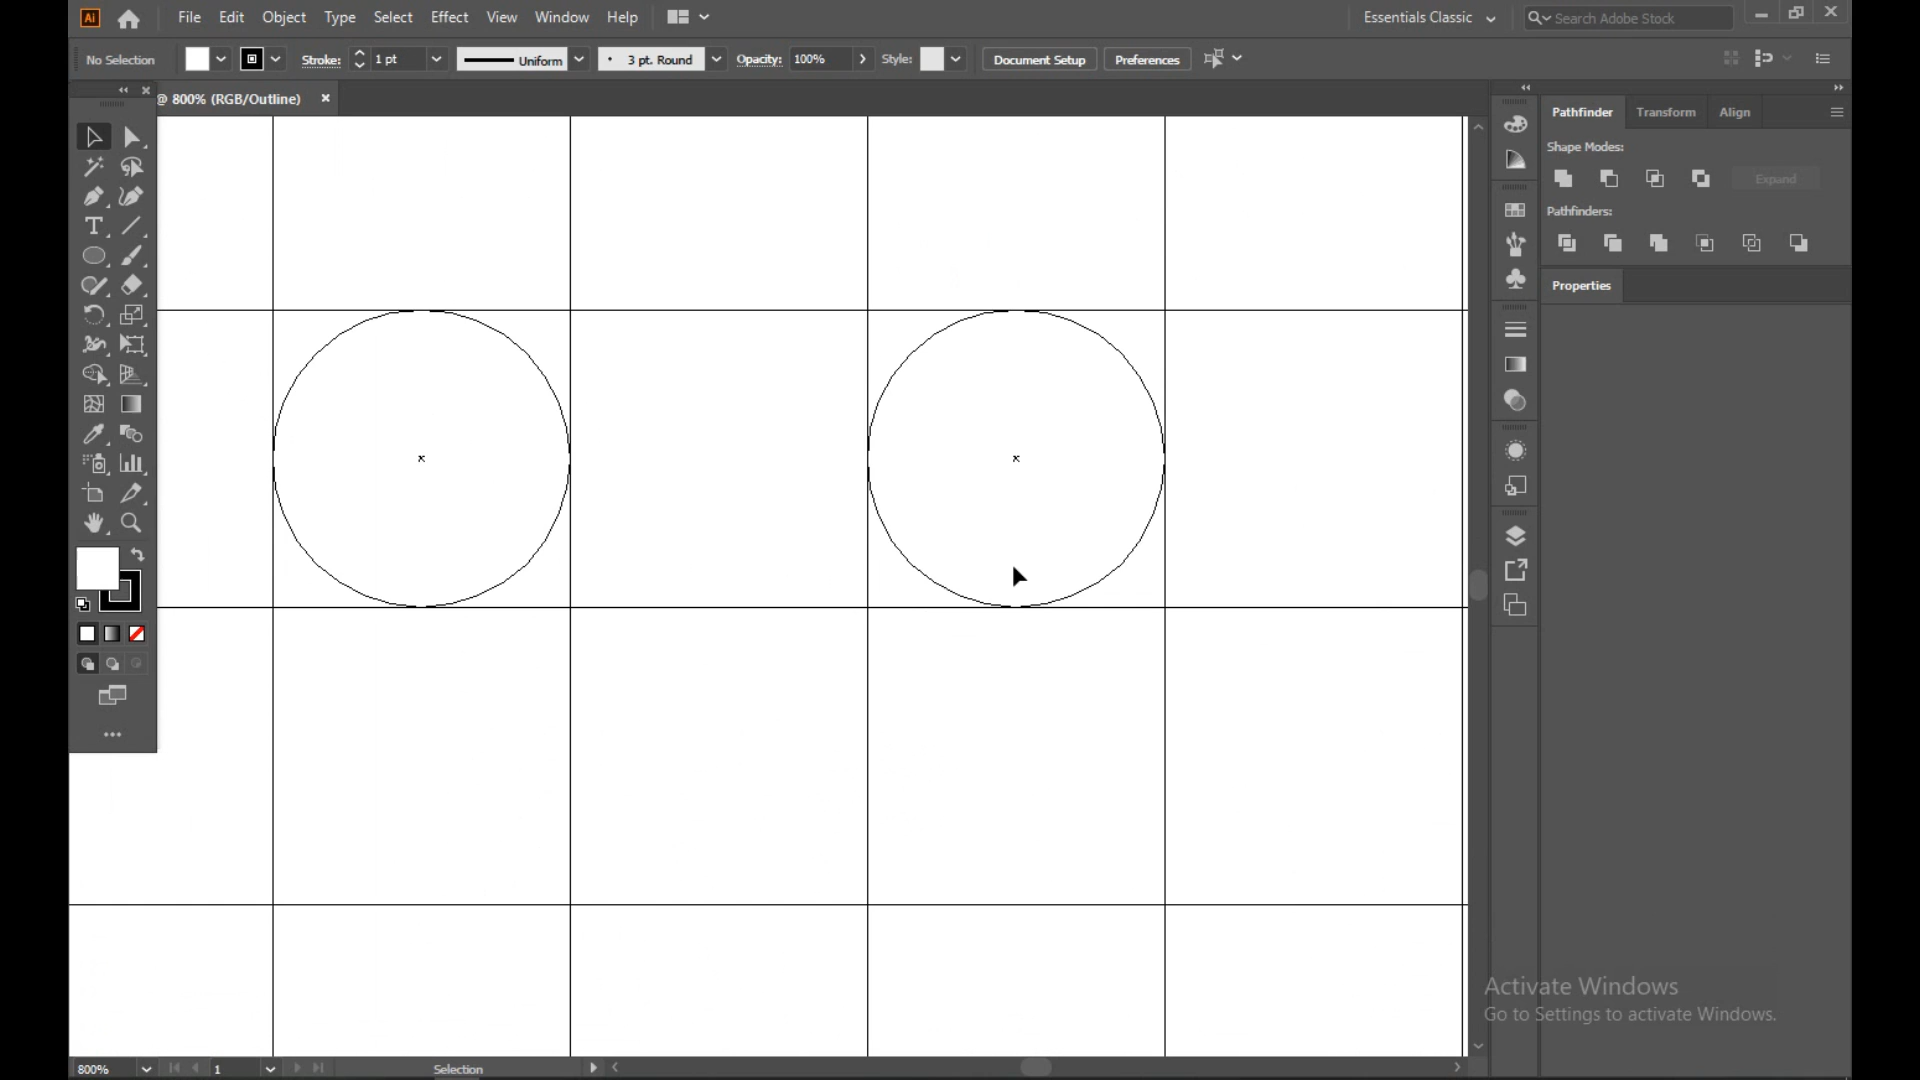 Ai File Edit Object Type Select Effect View Window Help Essentials Classic Search Adobe Stock
No Selection Stroke: 1 pt Uniform 3 pt. Round Opacity: 100% Style: Document Setup Preferences
@ 800% (RGB/Outline)
Pathfinder Transform Align
Shape Modes:
Expand
Pathfinders:
Properties
Activate Windows
Go to Settings to activate Windows.
800% 1 Selection